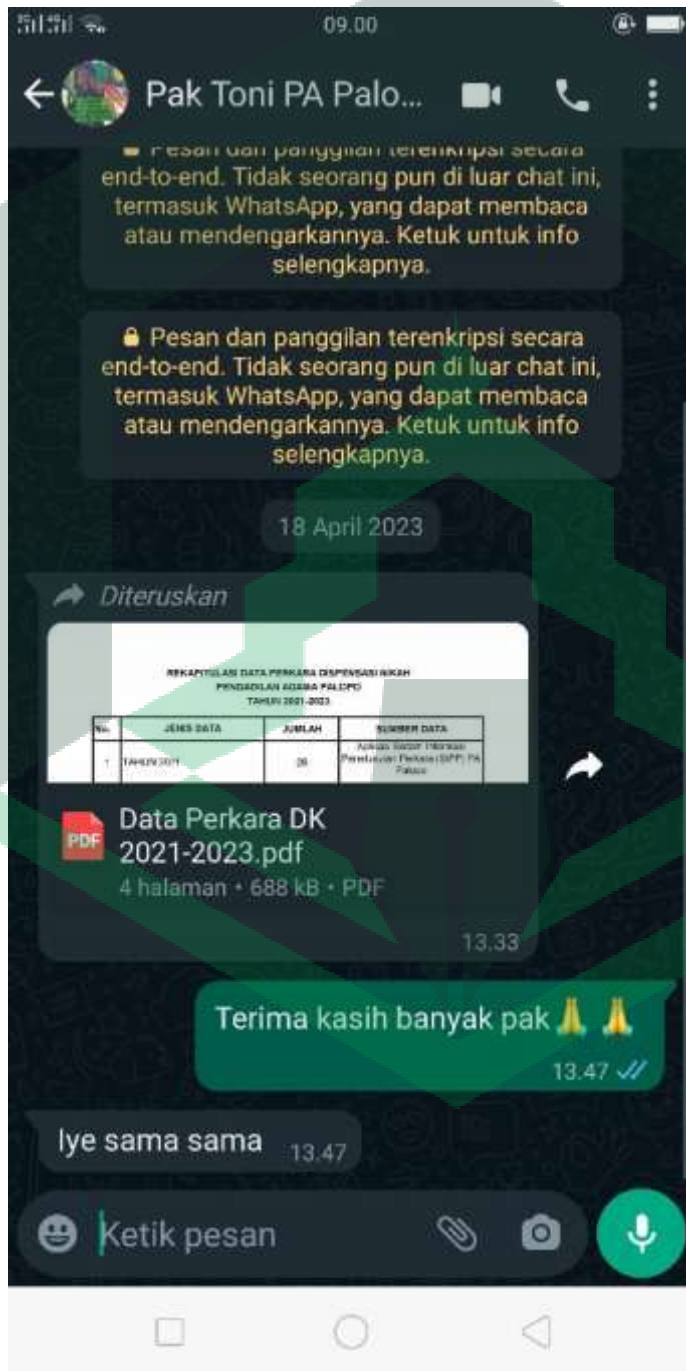 09.00
Pak Toni PA Palo...
Pesan dan panggilan terenkripsi secara
end-to-end. Tidak seorang pun di luar chat ini,
termasuk WhatsApp, yang dapat membaca
atau mendengarkannya. Ketuk untuk info
selengkapnya.
Pesan dan panggilan terenkripsi secara
end-to-end. Tidak seorang pun di luar chat ini,
termasuk WhatsApp, yang dapat membaca
atau mendengarkannya. Ketuk untuk info
selengkapnya.
18 April 2023
Diteruskan
REKAPITULASI DATA PERKARA DISPENSASI NIKAH
PENGADILAN AGAMA PALOPO
TAHUN 2021-2023
No. JENIS DATA JUMLAH SUMBER DATA
1 TAHUN 2021
PDF
Data Perkara DK
2021-2023.pdf
4 halaman • 688 kB • PDF
13.33
Terima kasih banyak pak🙏🙏
13.47
Iye sama sama 13.47
Ketik pesan